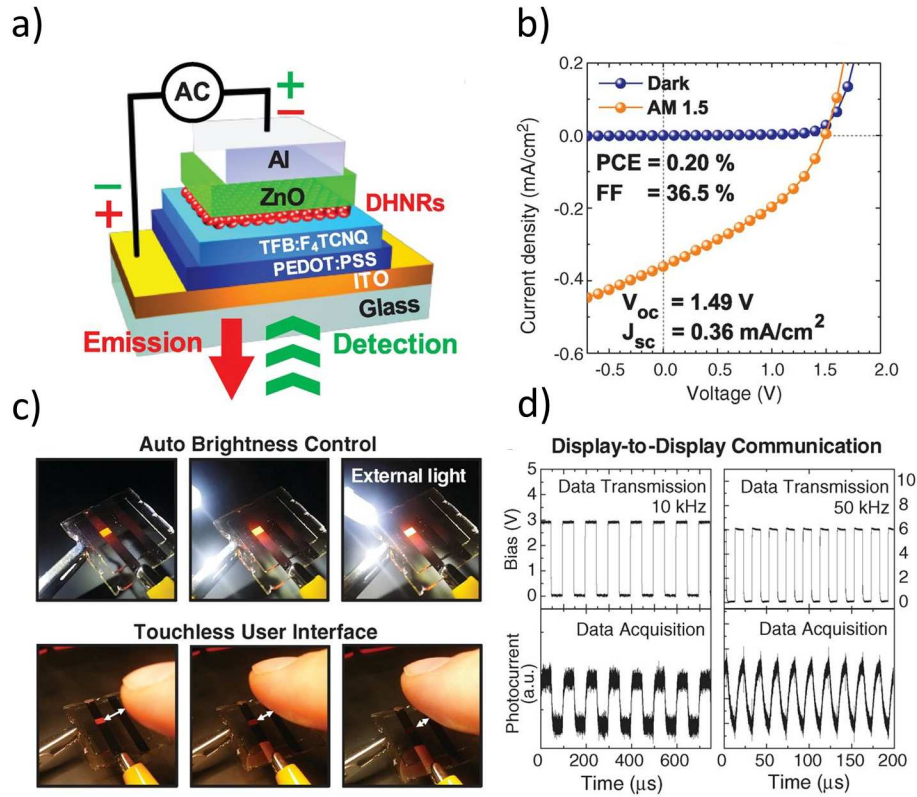 a)
AC
+
−
−
+
Al
ZnO
DHNRs
TFB:F₄TCNQ
PEDOT:PSS
ITO
Glass
Emission
Detection
b)
Current density (mA/cm²)
0.2
0.0
-0.2
-0.4
-0.6
Dark
AM 1.5
PCE = 0.20 %
FF = 36.5 %
V_oc = 1.49 V
J_sc = 0.36 mA/cm²
-0.5 0.0 0.5 1.0 1.5 2.0
Voltage (V)
c)
Auto Brightness Control
External light
Touchless User Interface
d)
Display-to-Display Communication
Bias (V)
5
4
3
2
1
0
Data Transmission
10 kHz
Data Transmission
50 kHz
10
8
6
4
2
0
Photocurrent
(a.u.)
Data Acquisition
Data Acquisition
0 200 400 600
Time (μs)
0 50 100 150 200
Time (μs)